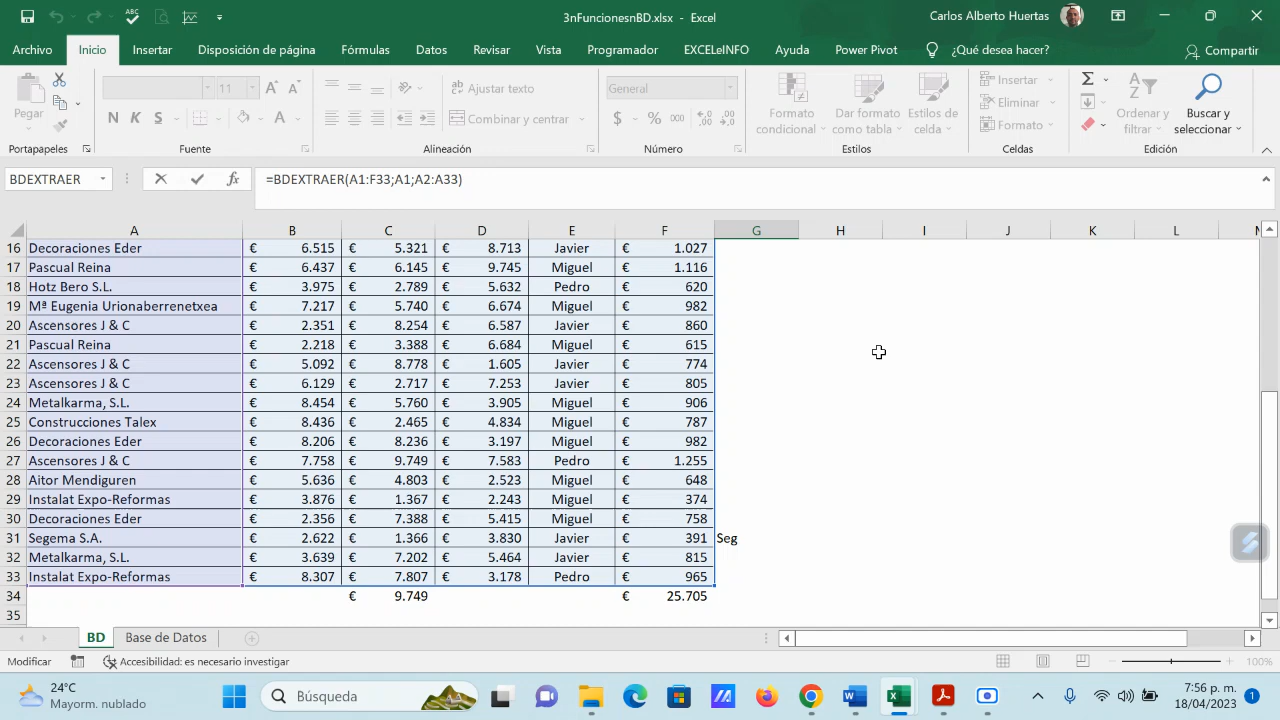 3nFuncionesnBD.xlsx - Excel
Carlos Alberto Huertas
Archivo Inicio Insertar Disposición de página Fórmulas Datos Revisar Vista Programador EXCELeINFO Ayuda Power Pivot ¿Qué desea hacer? Compartir
Pegar
N K S
A A
Ajustar texto
Combinar y centrar
General
$ % 000
Formato condicional
Dar formato como tabla
Estilos de celda
Insertar
Eliminar
Formato
Ordenar y filtrar
Buscar y seleccionar
Portapapeles Fuente Alineación Número Estilos Celdas Edición
BDEXTRAER fx =BDEXTRAER(A1:F33;A1;A2:A33)
A B C D E F G H I J K L
16 Decoraciones Eder € 6.515 € 5.321 € 8.713 Javier € 1.027
17 Pascual Reina € 6.437 € 6.145 € 9.745 Miguel € 1.116
18 Hotz Bero S.L. € 3.975 € 2.789 € 5.632 Pedro € 620
19 Mª Eugenia Urionaberrenetxea € 7.217 € 5.740 € 6.674 Miguel € 982
20 Ascensores J & C € 2.351 € 8.254 € 6.587 Javier € 860
21 Pascual Reina € 2.218 € 3.388 € 6.684 Miguel € 615
22 Ascensores J & C € 5.092 € 8.778 € 1.605 Javier € 774
23 Ascensores J & C € 6.129 € 2.717 € 7.253 Javier € 805
24 Metalkarma, S.L. € 8.454 € 5.760 € 3.905 Miguel € 906
25 Construcciones Talex € 8.436 € 2.465 € 4.834 Miguel € 787
26 Decoraciones Eder € 8.206 € 8.236 € 3.197 Miguel € 982
27 Ascensores J & C € 7.758 € 9.749 € 7.583 Pedro € 1.255
28 Aitor Mendiguren € 5.636 € 4.803 € 2.523 Miguel € 648
29 Instalat Expo-Reformas € 3.876 € 1.367 € 2.243 Miguel € 374
30 Decoraciones Eder € 2.356 € 7.388 € 5.415 Miguel € 758
31 Segema S.A. € 2.622 € 1.366 € 3.830 Javier € 391 Seg
32 Metalkarma, S.L. € 3.639 € 7.202 € 5.464 Javier € 815
33 Instalat Expo-Reformas € 8.307 € 7.807 € 3.178 Pedro € 965
34 € 9.749 € 25.705
35
BD Base de Datos
Modificar Accesibilidad: es necesario investigar 100%
24°C
Mayorm. nublado
Búsqueda
7:56 p. m.
18/04/2023
1